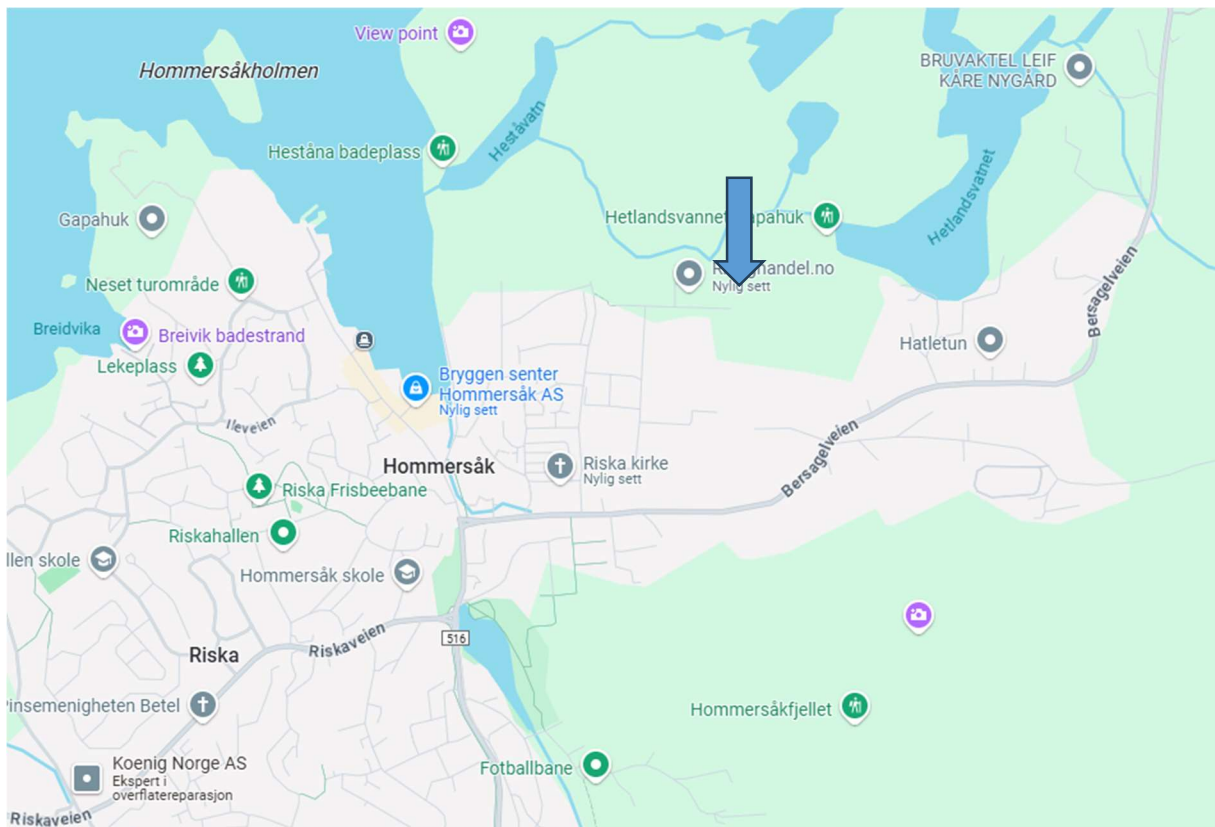 View point
Hommersåkholmen
BRUVAKTEL LEIF
KÅRE NYGÅRD
Heståvatn
Heståna badeplass
Hetlandsvatnet
Gapahuk
Hetlandsvannet
Neset turområde
Nylig sett
Bersagelveien
Breidvika
Breivik badestrand
Hatletun
Lekeplass
Bryggen senter
Hommersåk AS
Nylig sett
Ileveien
Bersagelveien
Hommersåk
Riska kirke
Nylig sett
Riska Frisbeebane
Riskahallen
skole
Hommersåk skole
516
Riskaveien
Riska
Betel
Hommersåkfjellet
Koenig Norge AS
Ekspert i
overflatereparasjon
Fotballbane
Riskaveien